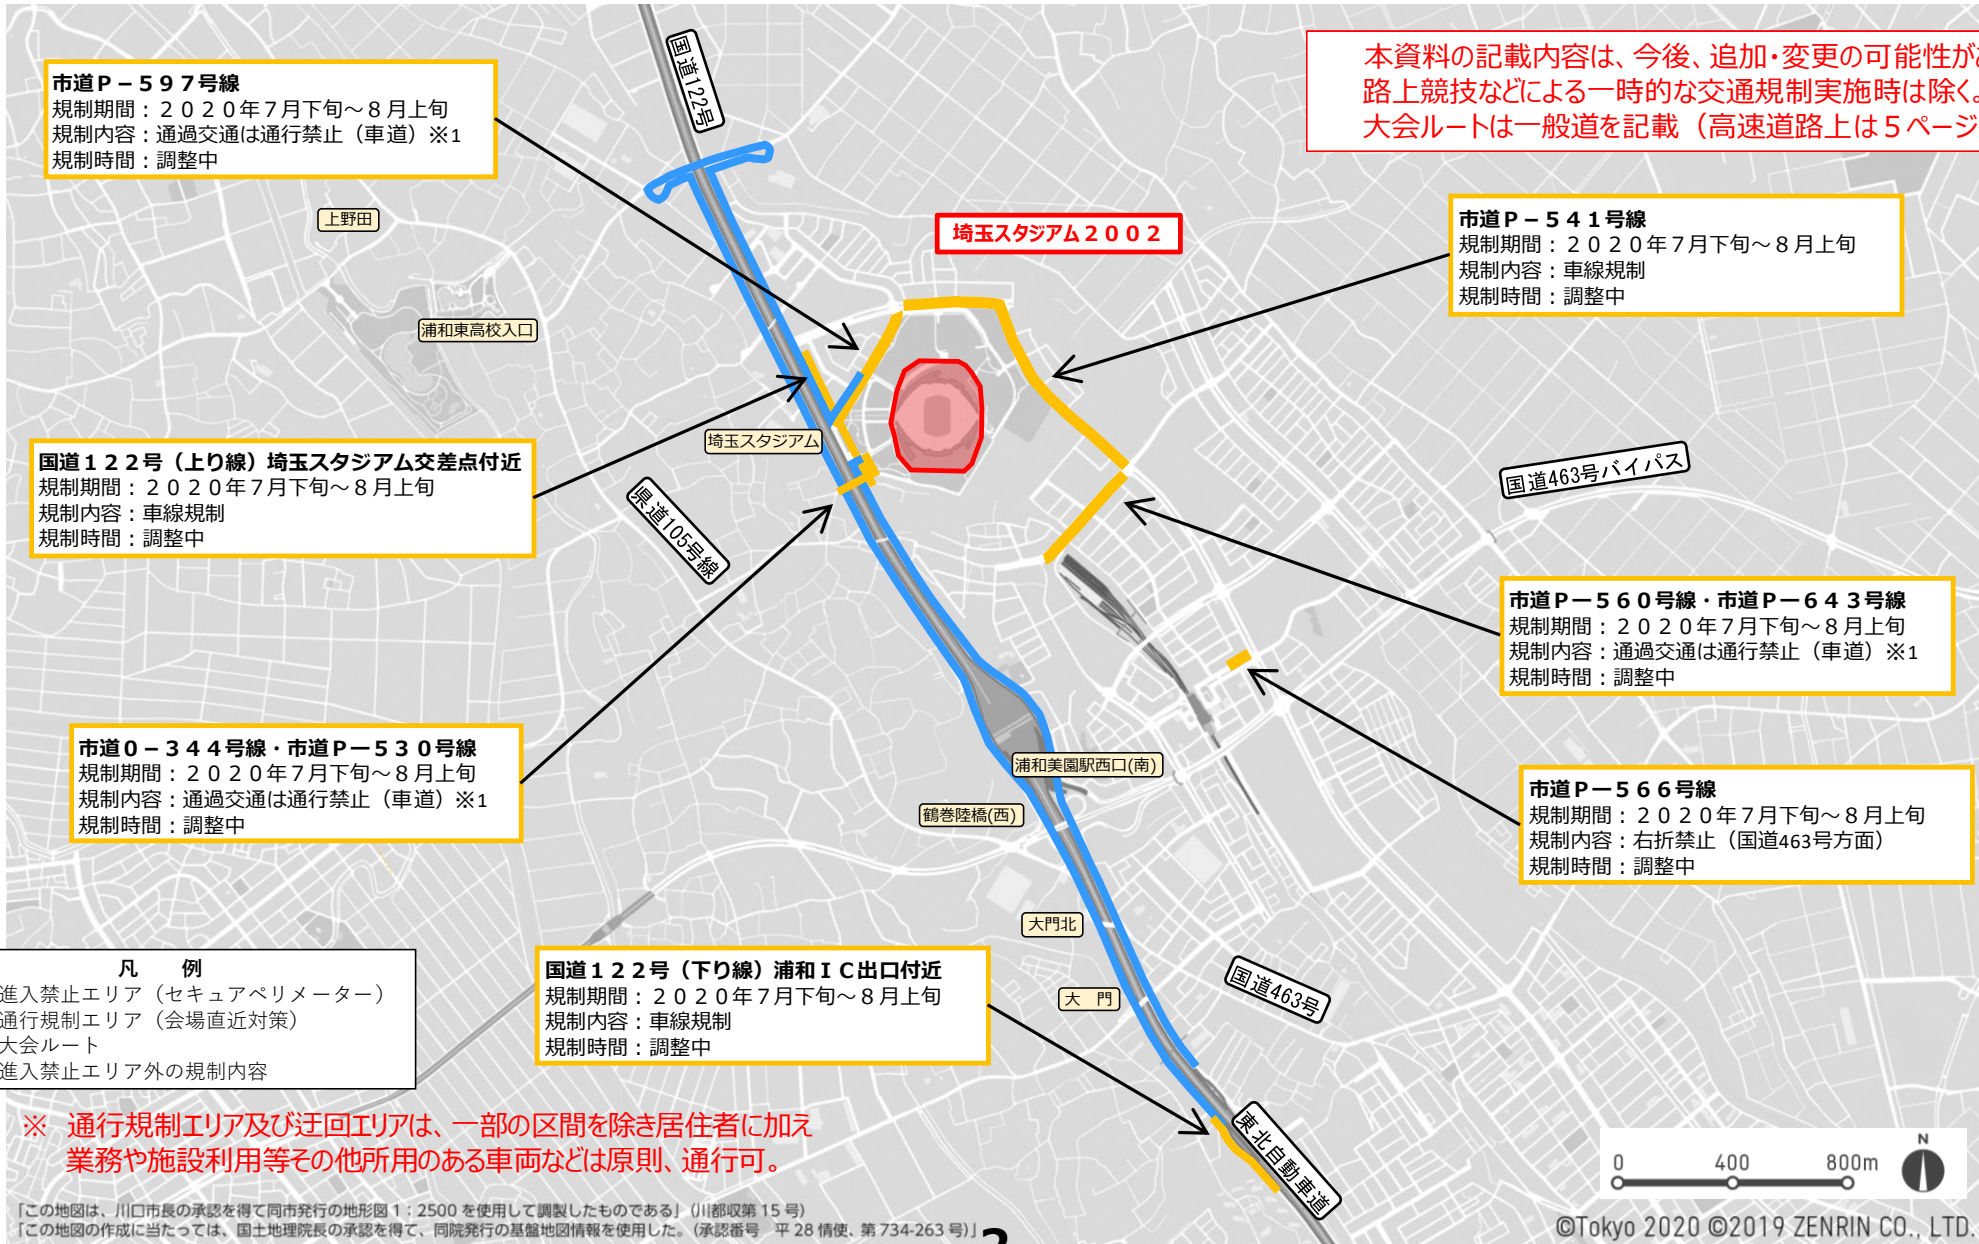 国道122号
本資料の記載内容は、今後、追加・変更の可能性が
路上競技などによる一時的な交通規制実施時は除く。
大会ルートは一般道を記載（高速道路上は５ページ
市道Ｐ－５９７号線
規制期間：２０２０年７月下旬～８月上旬
規制内容：通過交通は通行禁止（車道）※1
規制時間：調整中
上野田
埼玉スタジアム２００２
市道Ｐ－５４１号線
規制期間：２０２０年７月下旬～８月上旬
規制内容：車線規制
規制時間：調整中
浦和東高校入口
埼玉スタジアム
国道１２２号（上り線）埼玉スタジアム交差点付近
規制期間：２０２０年７月下旬～８月上旬
規制内容：車線規制
規制時間：調整中
県道105号線
国道463号バイパス
市道Ｐー５６０号線・市道Ｐー６４３号線
規制期間：２０２０年７月下旬～８月上旬
規制内容：通過交通は通行禁止（車道）※1
規制時間：調整中
市道０－３４４号線・市道Ｐー５３０号線
規制期間：２０２０年７月下旬～８月上旬
規制内容：通過交通は通行禁止（車道）※1
規制時間：調整中
浦和美園駅西口(南)
鶴巻陸橋(西)
市道Ｐー５６６号線
規制期間：２０２０年７月下旬～８月上旬
規制内容：右折禁止（国道463号方面）
規制時間：調整中
大門北
大　門
国道463号
凡　例
進入禁止エリア（セキュアペリメーター）
通行規制エリア（会場直近対策）
大会ルート
進入禁止エリア外の規制内容
国道１２２号（下り線）浦和ＩＣ出口付近
規制期間：２０２０年７月下旬～８月上旬
規制内容：車線規制
規制時間：調整中
東北自動車道
※　通行規制エリア及び迂回エリアは、一部の区間を除き居住者に加え
業務や施設利用等その他所用のある車両などは原則、通行可。
N
0 400 800m
「この地図は、川口市長の承認を得て同市発行の地形図 1：2500 を使用して調製したものである」（川都収第 15 号）
「この地図の作成に当たっては、国土地理院長の承認を得て、同院発行の基盤地図情報を使用した。（承認番号　平 28 情使、第 734-263 号）」
©Tokyo 2020 ©2019 ZENRIN CO., LTD.